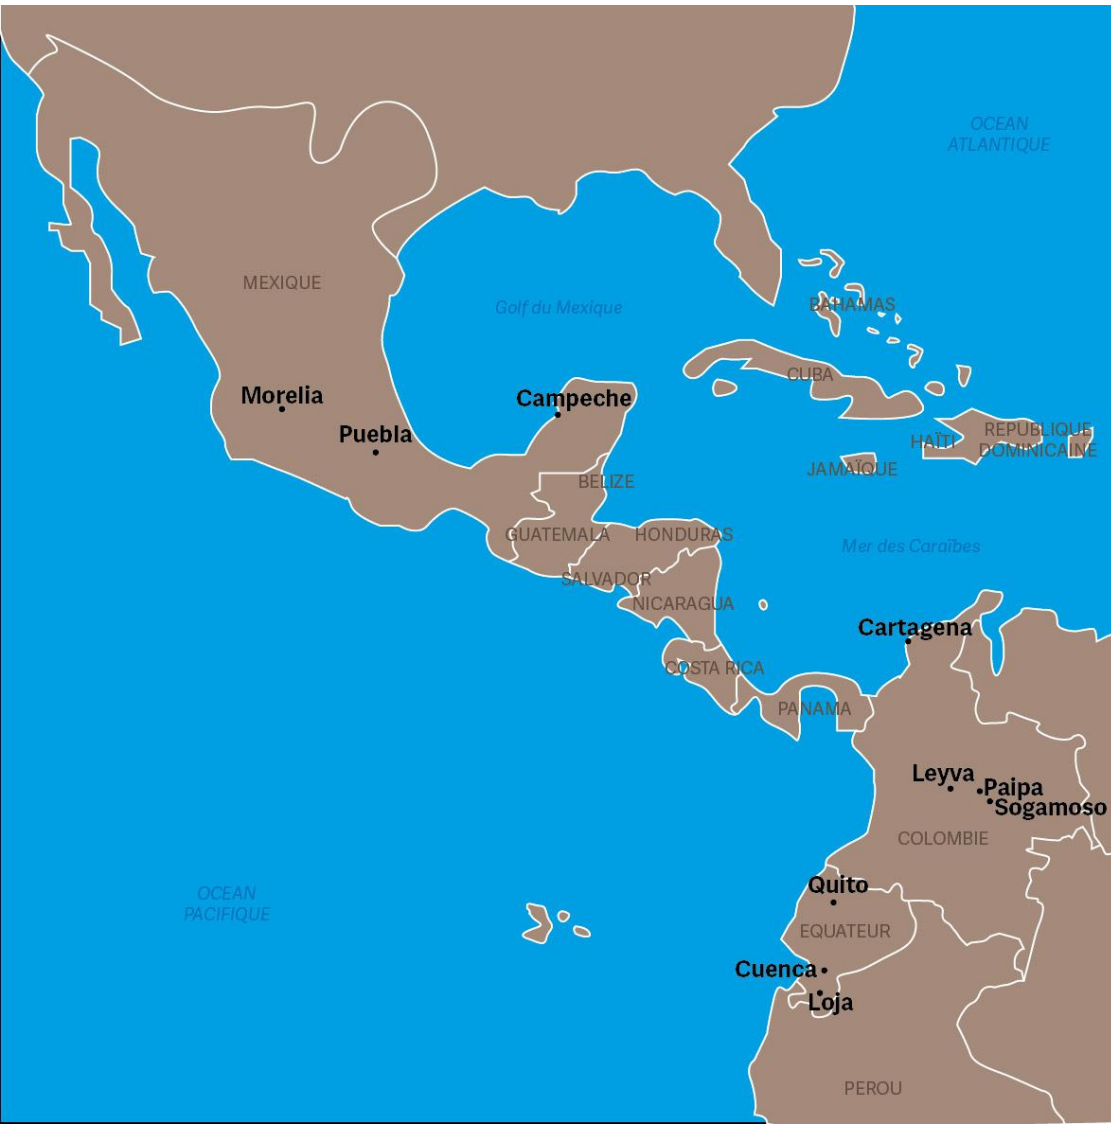 OCEAN
ATLANTIQUE
MEXIQUE
Golf du Mexique
BAHAMAS
CUBA
Morelia
Campeche
Puebla
HAÏTI
REPUBLIQUE
DOMINICAINE
JAMAÏQUE
BELIZE
GUATEMALA
HONDURAS
Mer des Caraïbes
SALVADOR
NICARAGUA
Cartagena
COSTA RICA
PANAMA
Leyva
Paipa
Sogamoso
COLOMBIE
Quito
OCEAN
PACIFIQUE
EQUATEUR
Cuenca
Loja
PEROU